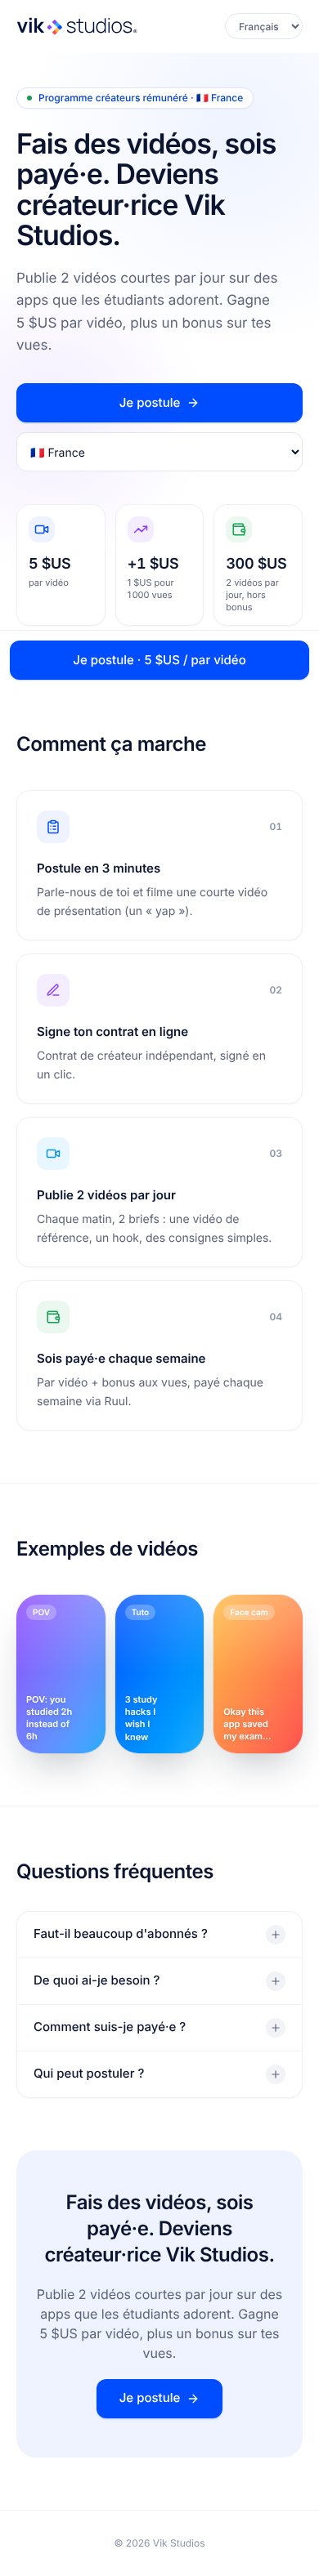 vik studios
Français
Programme créateurs rémunéré · 🇫🇷 France
Fais des vidéos, sois
payé·e. Deviens
créateur·rice Vik
Studios.
Publie 2 vidéos courtes par jour sur des
apps que les étudiants adorent. Gagne
5 $US par vidéo, plus un bonus sur tes
vues.
Je postule →
🇫🇷 France
5 $US
par vidéo
+1 $US
1 $US pour
1 000 vues
300 $US
2 vidéos par
jour, hors
bonus
Je postule · 5 $US / par vidéo
Comment ça marche
01
Postule en 3 minutes
Parle-nous de toi et filme une courte vidéo
de présentation (un « yap »).
02
Signe ton contrat en ligne
Contrat de créateur indépendant, signé en
un clic.
03
Publie 2 vidéos par jour
Chaque matin, 2 briefs : une vidéo de
référence, un hook, des consignes simples.
04
Sois payé·e chaque semaine
Par vidéo + bonus aux vues, payé chaque
semaine via Ruul.
Exemples de vidéos
POV
POV: you
studied 2h
instead of
6h
Tuto
3 study
hacks I
wish I
knew
Face cam
Okay this
app saved
my exam…
Questions fréquentes
Faut-il beaucoup d'abonnés ?
De quoi ai-je besoin ?
Comment suis-je payé·e ?
Qui peut postuler ?
Fais des vidéos, sois
payé·e. Deviens
créateur·rice Vik Studios.
Publie 2 vidéos courtes par jour sur des
apps que les étudiants adorent. Gagne
5 $US par vidéo, plus un bonus sur tes
vues.
Je postule →
© 2026 Vik Studios